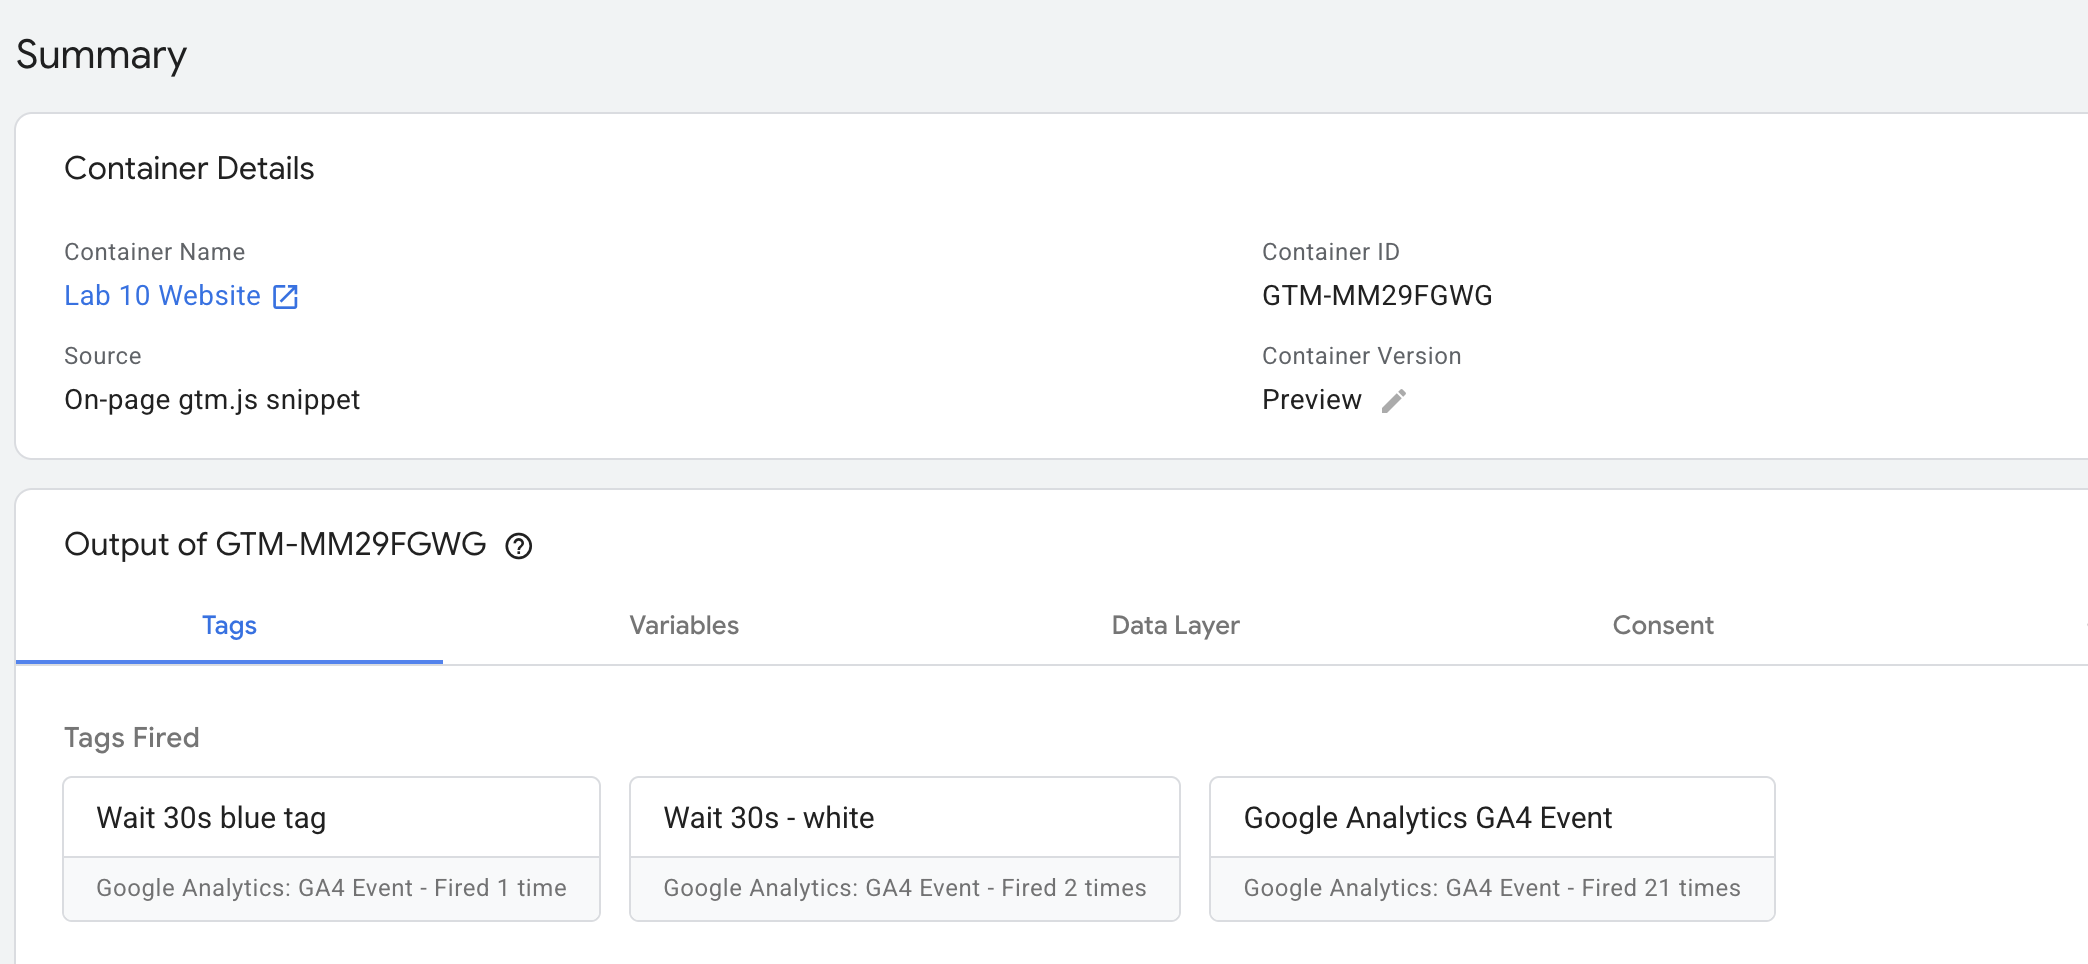 Summary
Container Details
Container Name
Container ID
Lab 10 Website
GTM-MM29FGWG
Source
Container Version
On-page gtm.js snippet
Preview
Output of GTM-MM29FGWG
Tags
Variables
Data Layer
Consent
Tags Fired
Wait 30s blue tag
Google Analytics: GA4 Event - Fired 1 time
Wait 30s - white
Google Analytics: GA4 Event - Fired 2 times
Google Analytics GA4 Event
Google Analytics: GA4 Event - Fired 21 times